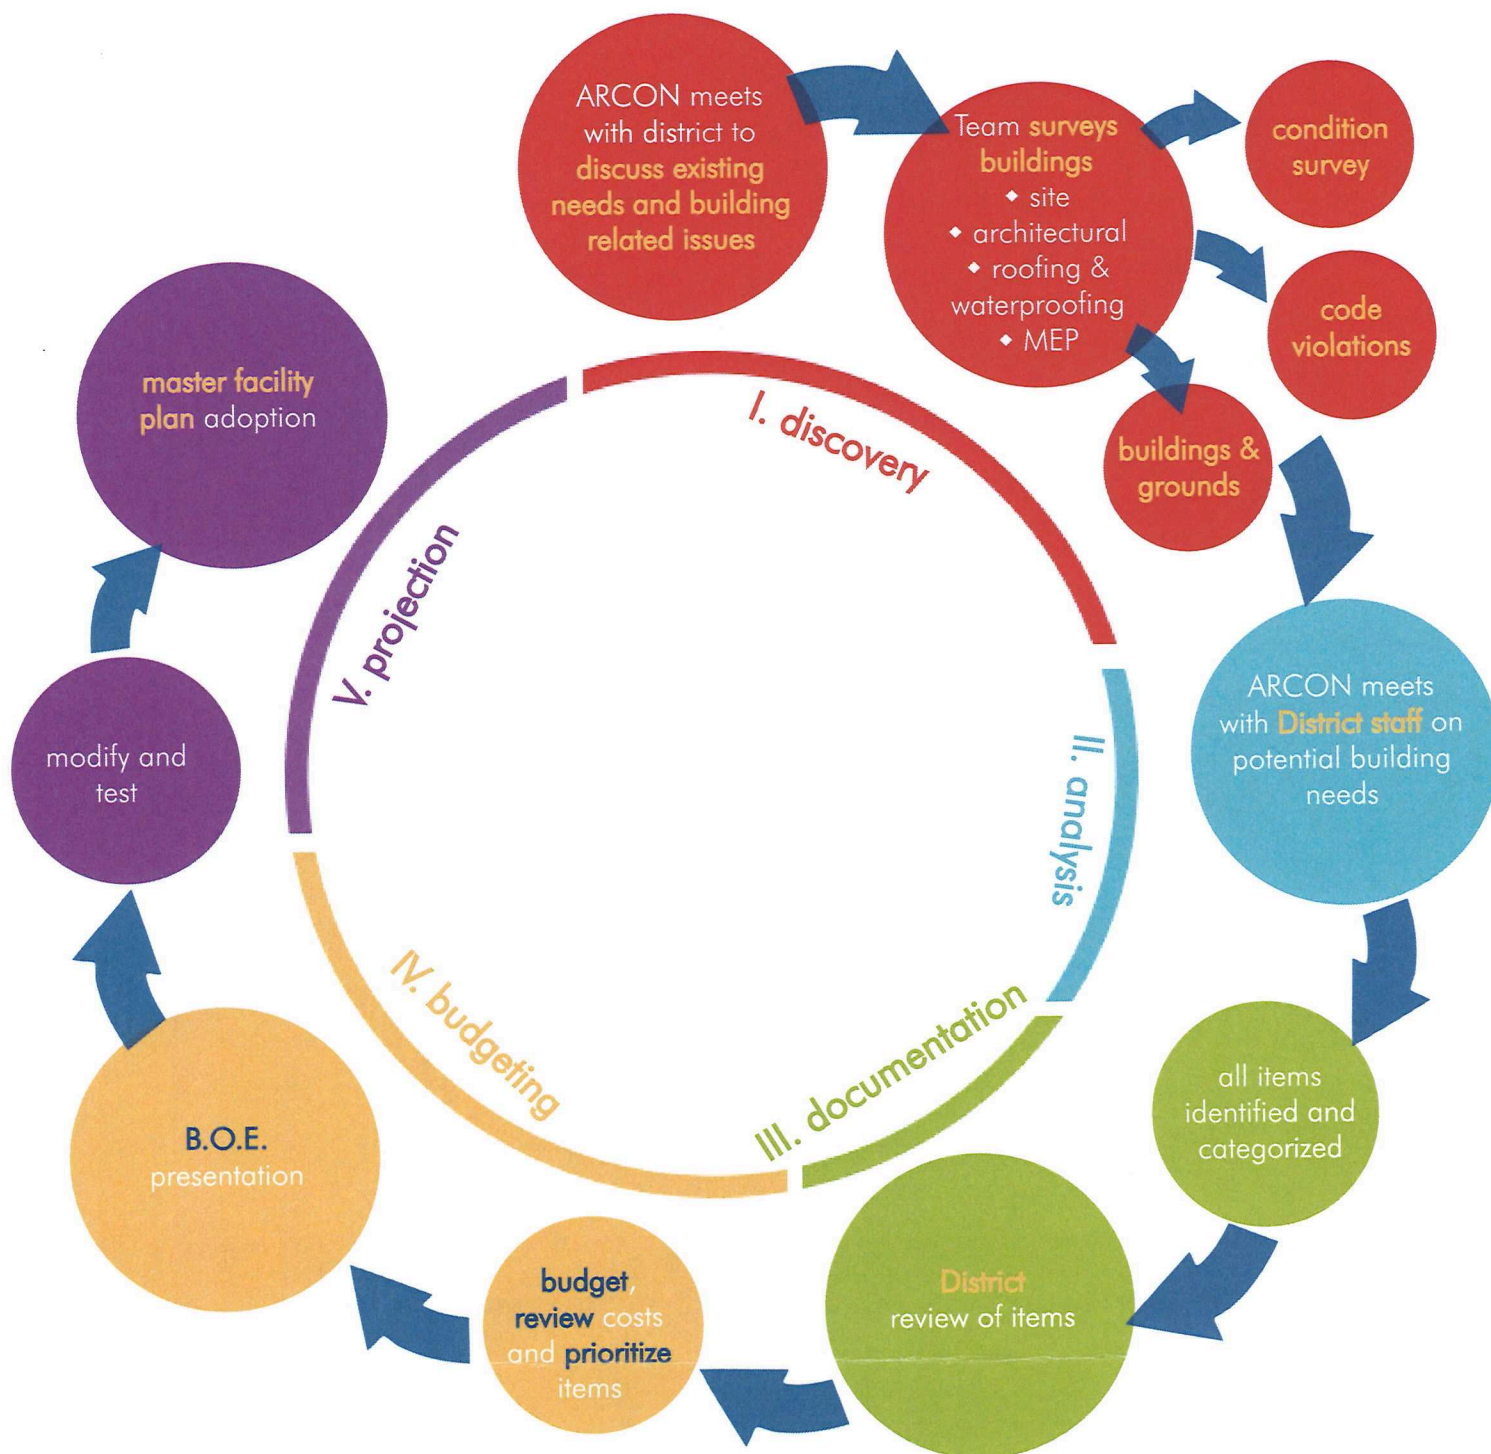 ARCON meets
with district to
discuss existing
needs and building
related issues
Team surveys
buildings
◆ site
◆ architectural
◆ roofing &
waterproofing
◆ MEP
condition
survey
code
violations
buildings &
grounds
I. discovery
ARCON meets
with District staff on
potential building
needs
II. analysis
all items
identified and
categorized
District
review of items
III. documentation
budget,
review costs
and prioritize
items
B.O.E.
presentation
IV. budgeting
modify and
test
master facility
plan adoption
V. projection